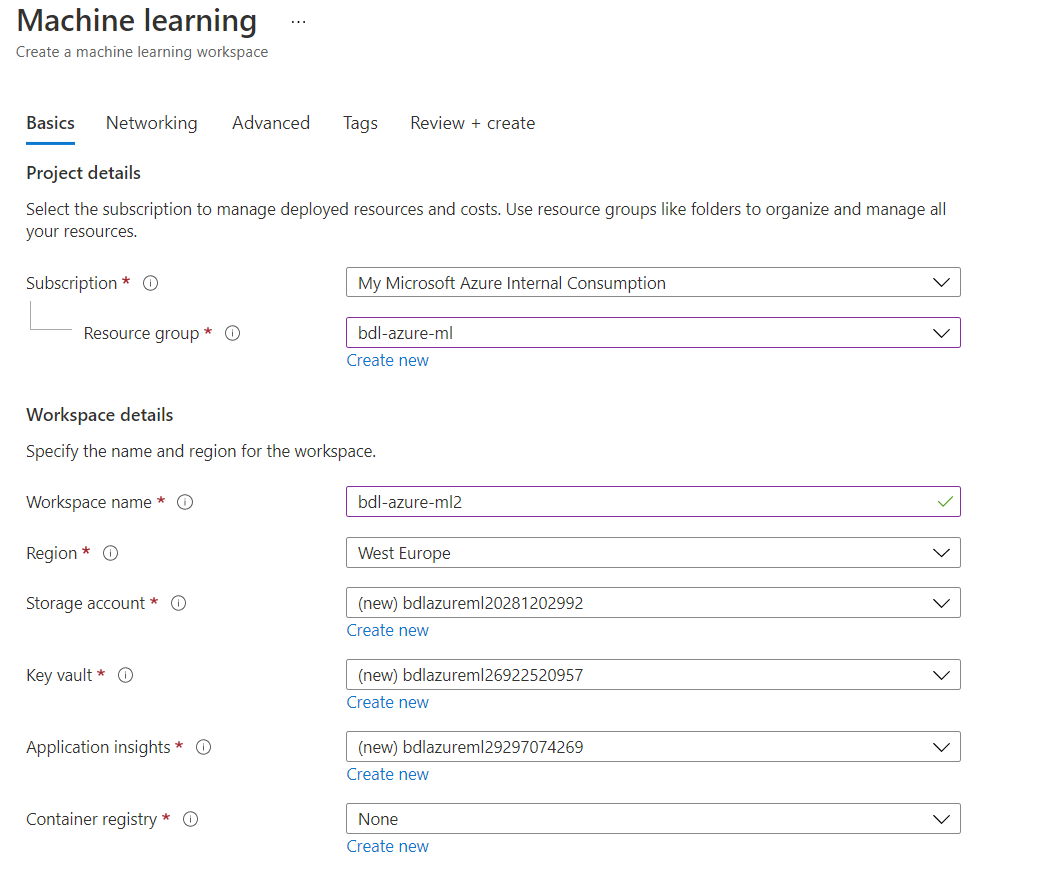 Machine learning ...
Create a machine learning workspace
Basics Networking Advanced Tags Review + create
Project details
Select the subscription to manage deployed resources and costs. Use resource groups like folders to organize and manage all
your resources.
Subscription * My Microsoft Azure Internal Consumption
Resource group * bdl-azure-ml
Create new
Workspace details
Specify the name and region for the workspace.
Workspace name * bdl-azure-ml2
Region * West Europe
Storage account * (new) bdlazureml20281202992
Create new
Key vault * (new) bdlazureml26922520957
Create new
Application insights * (new) bdlazureml29297074269
Create new
Container registry * None
Create new